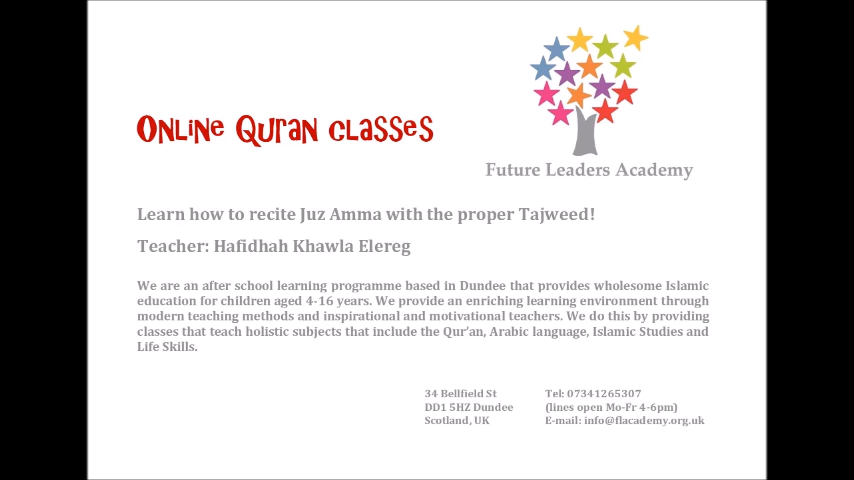 Online Quran classes
Future Leaders Academy
Learn how to recite Juz Amma with the proper Tajweed!
Teacher: Hafidhah Khawla Elereg
We are an after school learning programme based in Dundee that provides wholesome Islamic
education for children aged 4-16 years. We provide an enriching learning environment through
modern teaching methods and inspirational and motivational teachers. We do this by providing
classes that teach holistic subjects that include the Qur'an, Arabic language, Islamic Studies and
Life Skills.
34 Bellfield St
DD1 5HZ Dundee
Scotland, UK
Tel: 07341265307
(lines open Mo-Fr 4-6pm)
E-mail: info@flacademy.org.uk